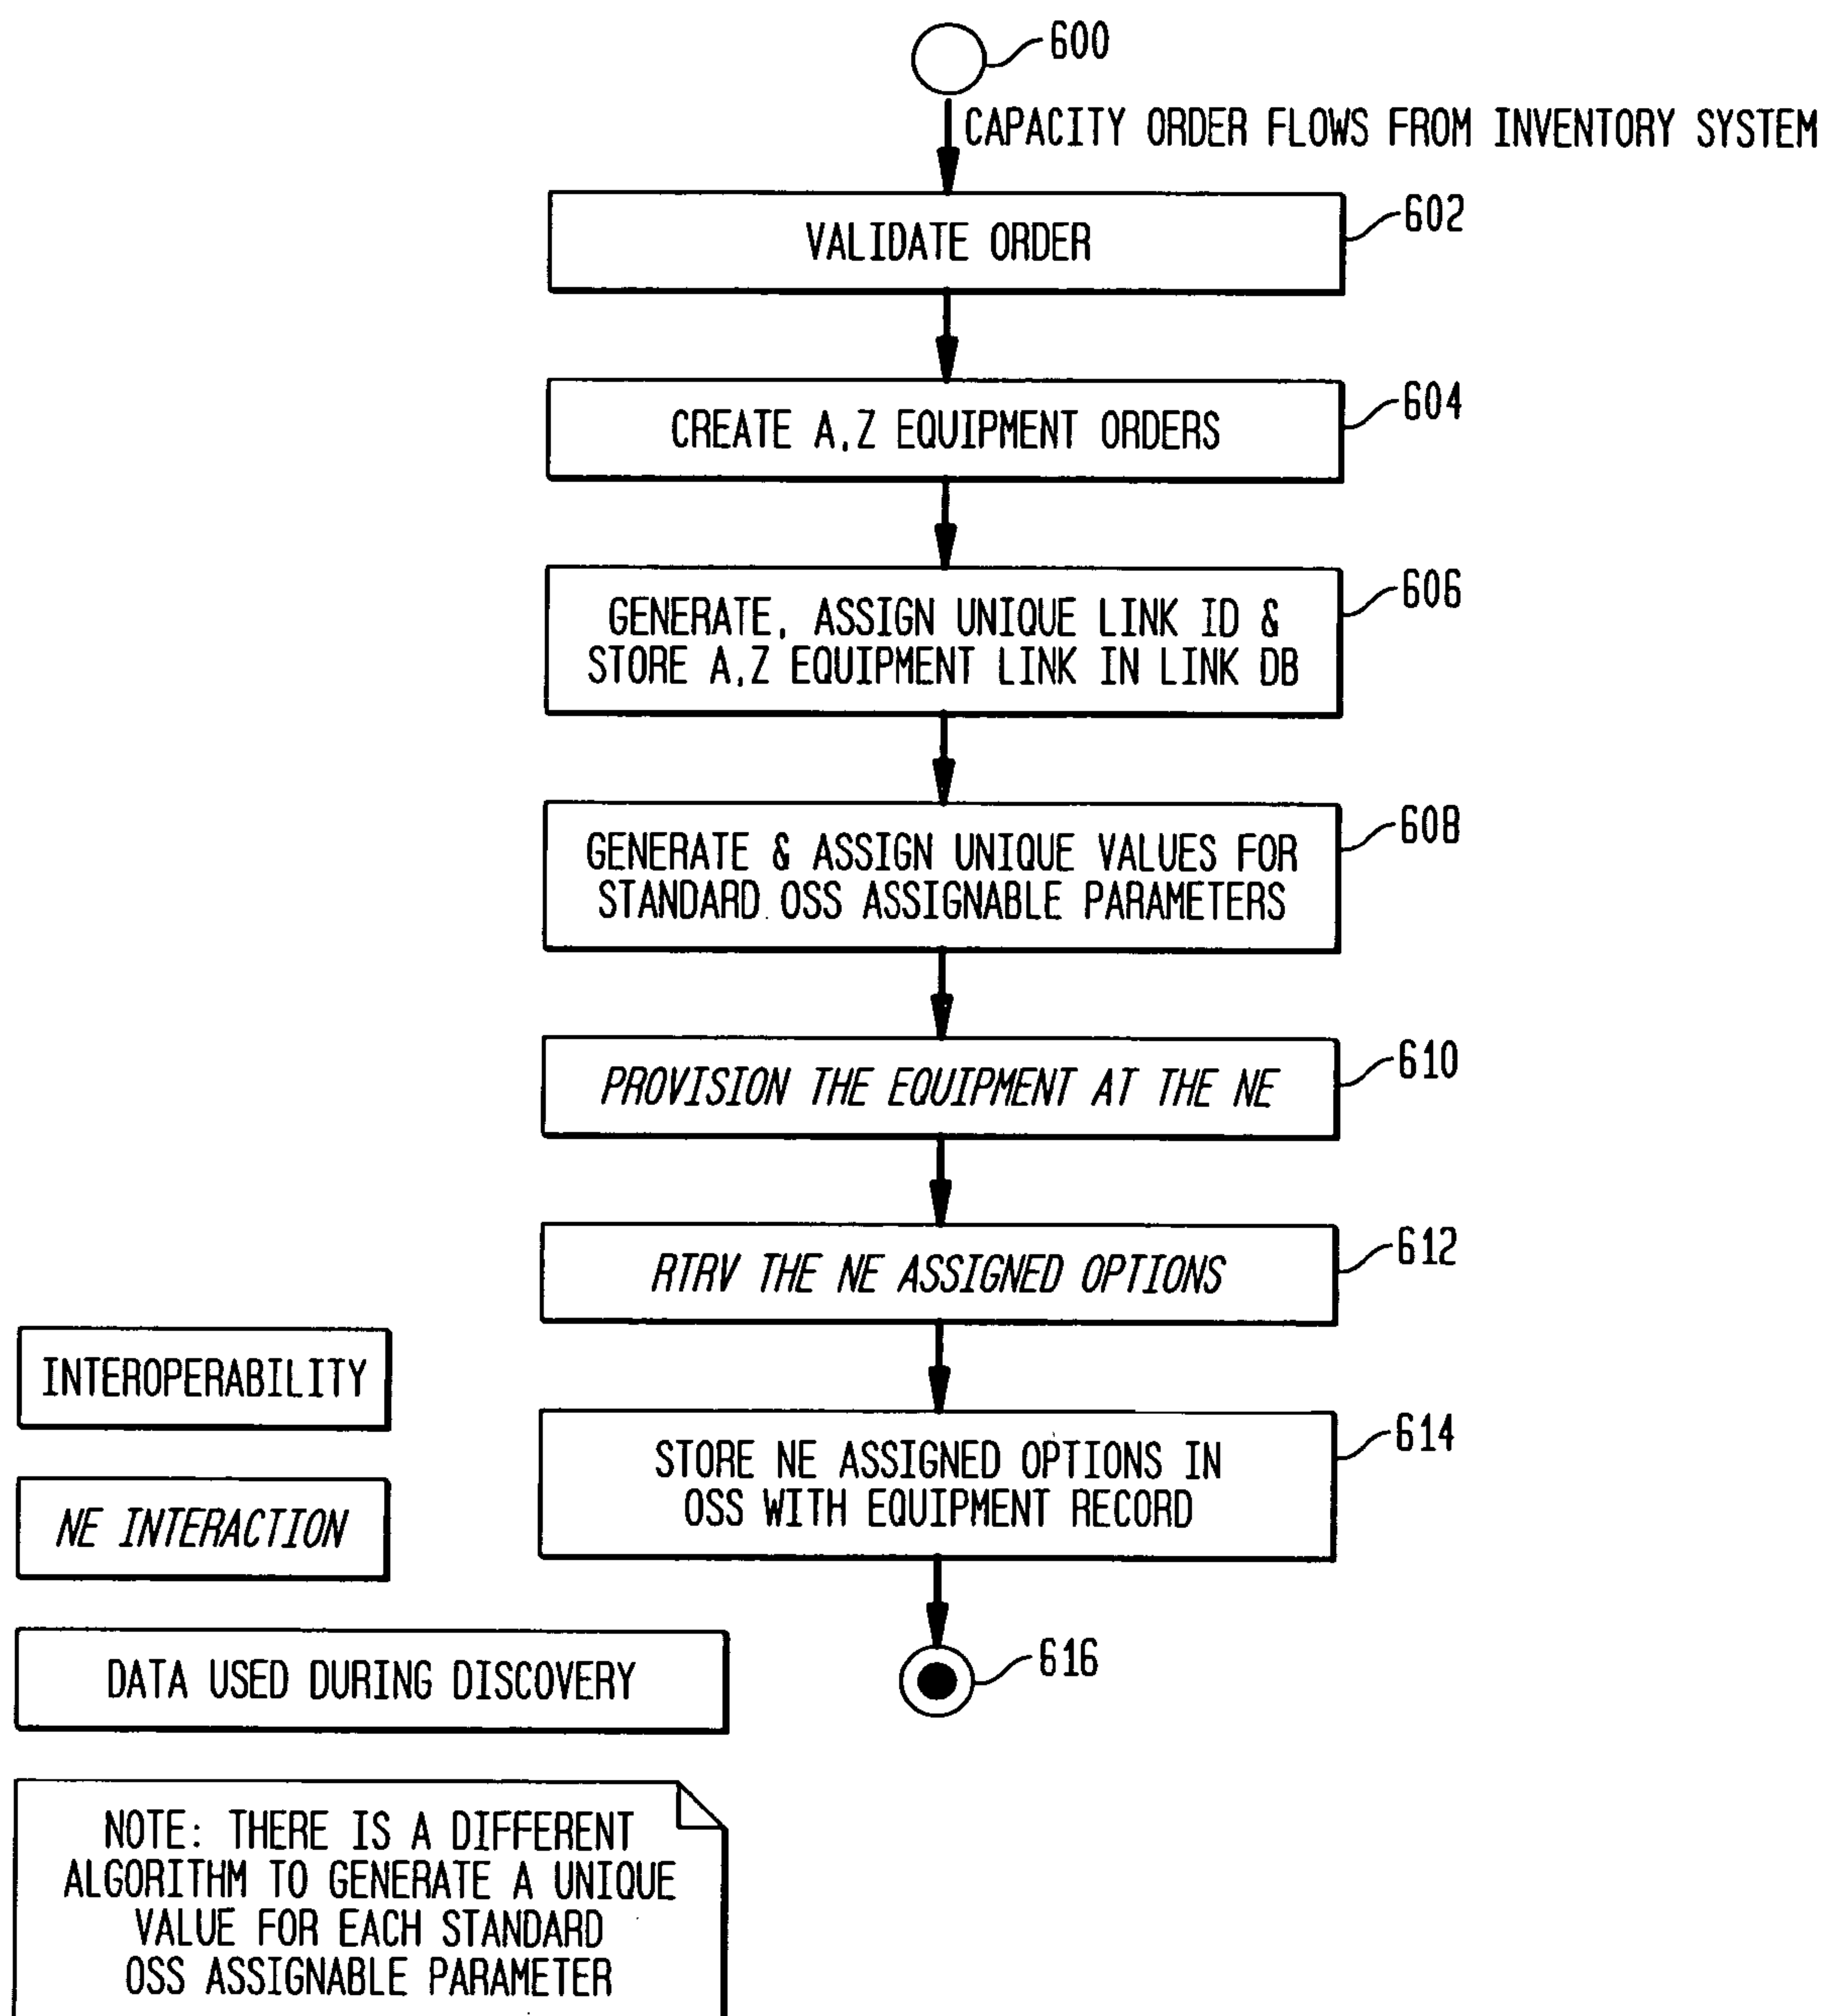 600
CAPACITY ORDER FLOWS FROM INVENTORY SYSTEM
VALIDATE ORDER
602
CREATE A,Z EQUIPMENT ORDERS
604
GENERATE, ASSIGN UNIQUE LINK ID &
STORE A,Z EQUIPMENT LINK IN LINK DB
606
GENERATE & ASSIGN UNIQUE VALUES FOR
STANDARD OSS ASSIGNABLE PARAMETERS
608
PROVISION THE EQUIPMENT AT THE NE
610
RTRV THE NE ASSIGNED OPTIONS
612
STORE NE ASSIGNED OPTIONS IN
OSS WITH EQUIPMENT RECORD
614
616
INTEROPERABILITY
NE INTERACTION
DATA USED DURING DISCOVERY
NOTE: THERE IS A DIFFERENT
ALGORITHM TO GENERATE A UNIQUE
VALUE FOR EACH STANDARD
OSS ASSIGNABLE PARAMETER